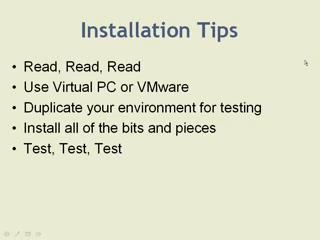 Installation Tips
• Read, Read, Read
• Use Virtual PC or VMware
• Duplicate your environment for testing
• Install all of the bits and pieces
• Test, Test, Test